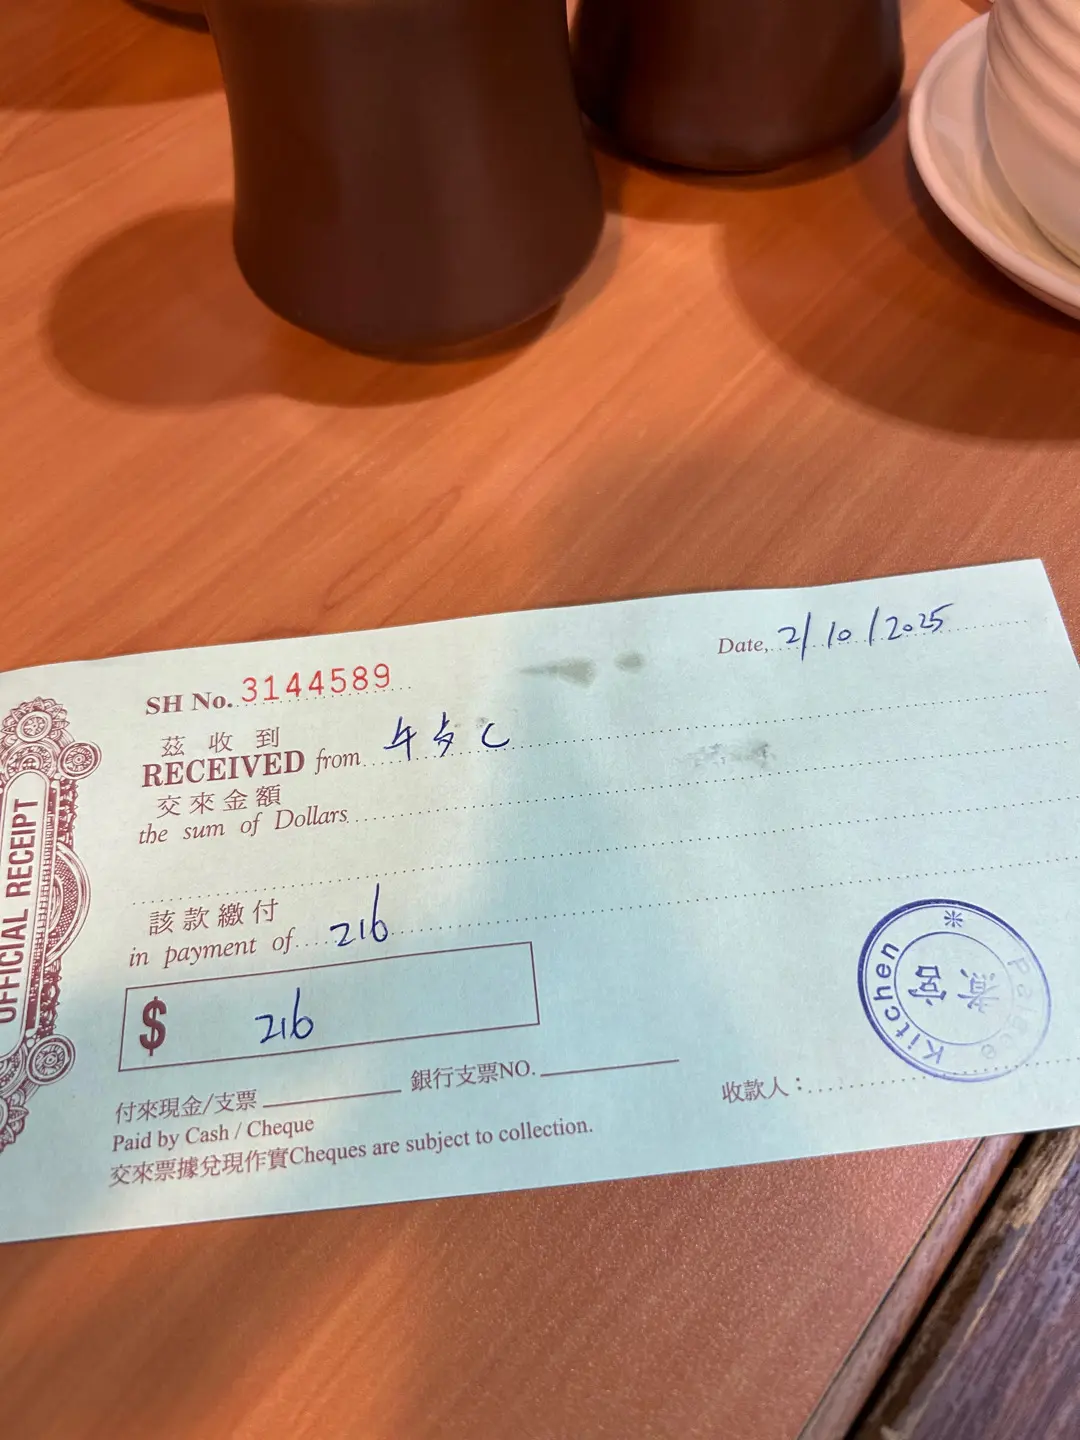 OFFICIAL RECEIPT
SH No. 3144589
Date, 2/10/2025
茲收到
RECEIVED from 午
交來金額
the sum of Dollars
該款繳付
in payment of 216
$ 216
付來現金/支票 銀行支票NO.
Paid by Cash / Cheque
交來票據兌現作實Cheques are subject to collection.
收款人：
Palace Kitchen
煮宮